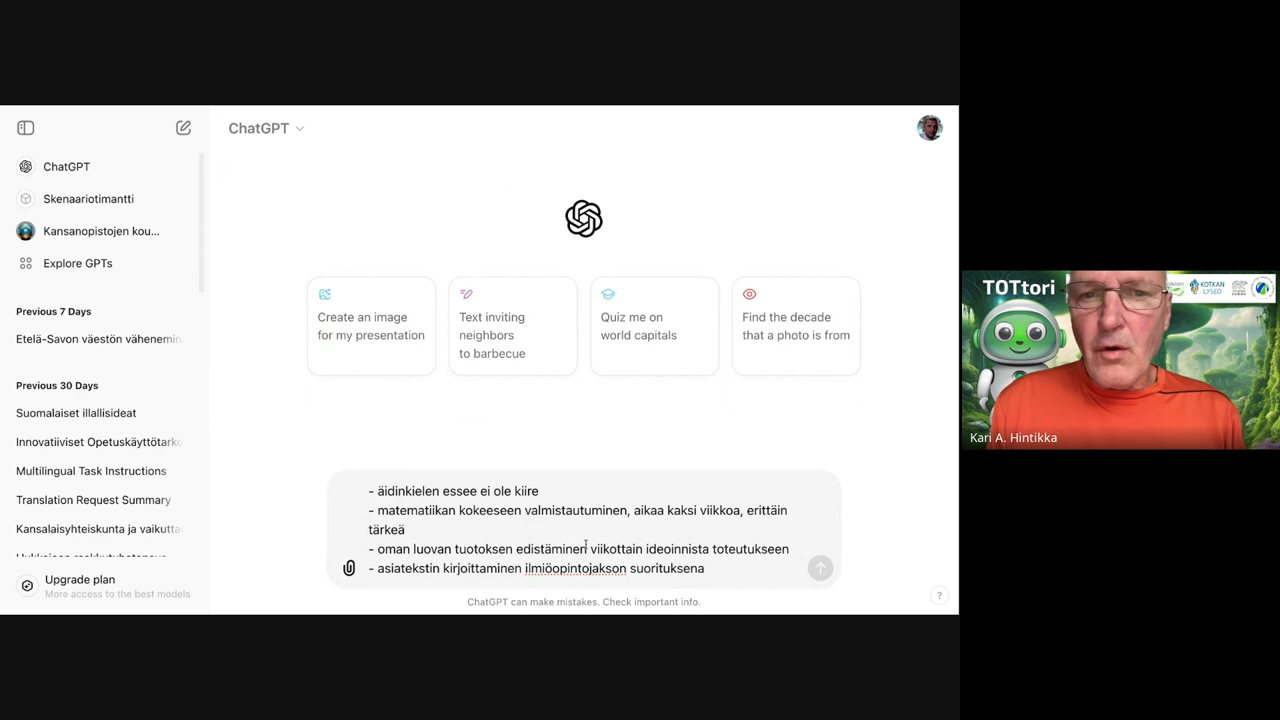 ChatGPT
ChatGPT
Skenaariotimantti
Kansanopistojen kou...
Explore GPTs
Previous 7 Days
Etelä-Savon väestön vähenemin
Previous 30 Days
Suomalaiset illallisideat
Innovatiiviset Opetuskäyttötarko
Multilingual Task Instructions
Translation Request Summary
Kansalaisyhteiskunta ja vaikutta
Upgrade plan
More access to the best models
Create an image
for my presentation
Text inviting
neighbors
to barbecue
Quiz me on
world capitals
Find the decade
that a photo is from
- äidinkielen essee ei ole kiire
- matematiikan kokeeseen valmistautuminen, aikaa kaksi viikkoa, erittäin
tärkeä
- oman luovan tuotoksen edistäminen viikottain ideoinnista toteutukseen
- asiatekstin kirjoittaminen ilmiöopintojakson suorituksena
ChatGPT can make mistakes. Check important info.
?
TOTtori
KOTKAN
LYSEO
Kari A. Hintikka